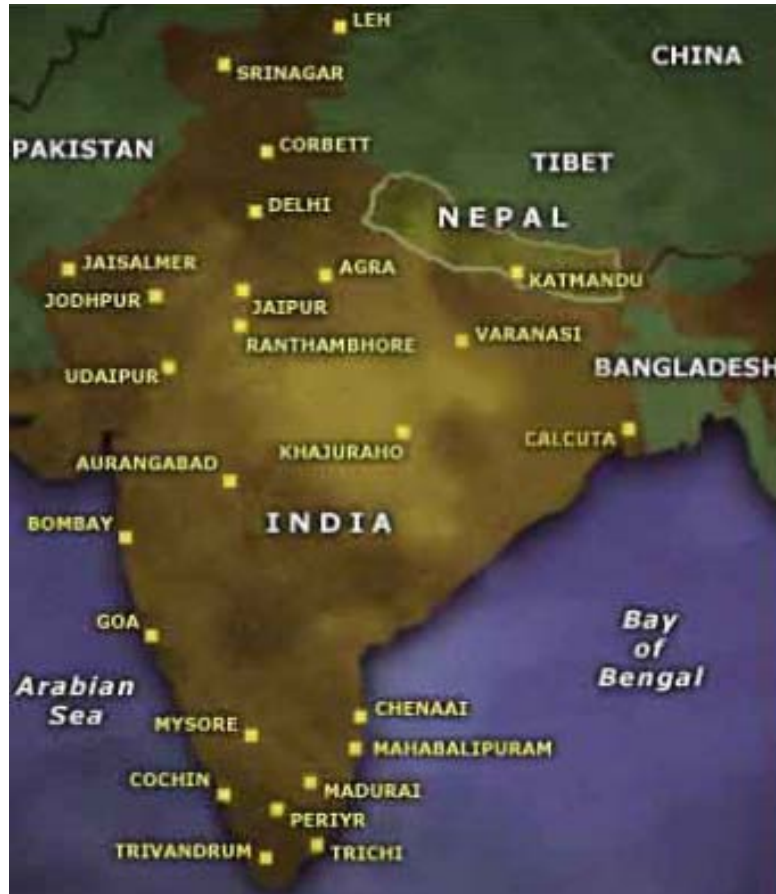 LEH
CHINA
SRINAGAR
PAKISTAN
CORBETT
TIBET
DELHI
NEPAL
JAISALMER
AGRA
KATMANDU
JODHPUR
JAIPUR
RANTHAMBHORE
VARANASI
UDAIPUR
BANGLADESH
KHAJURAHO
CALCUTA
AURANGABAD
BOMBAY
INDIA
GOA
Bay
of
Bengal
Arabian
Sea
CHENAAI
MYSORE
MAHABALIPURAM
COCHIN
MADURAI
PERIYR
TRIVANDRUM
TRICHI